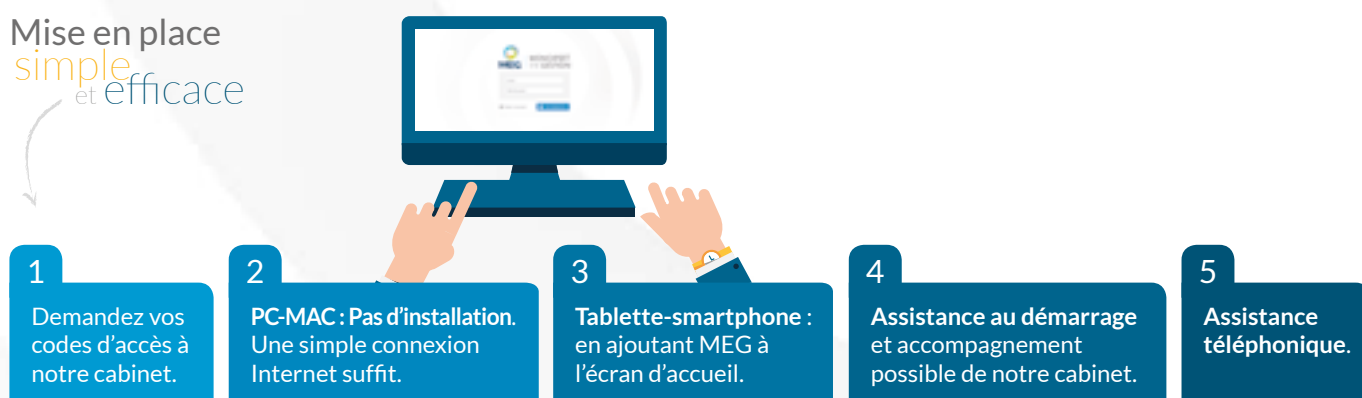 Mise en place
simple
et efficace
MEG
1
Demandez vos
codes d'accès à
notre cabinet.
2
PC-MAC : Pas d'installation.
Une simple connexion
Internet suffit.
3
Tablette-smartphone :
en ajoutant MEG à
l'écran d'accueil.
4
Assistance au démarrage
et accompagnement
possible de notre cabinet.
5
Assistance
téléphonique.